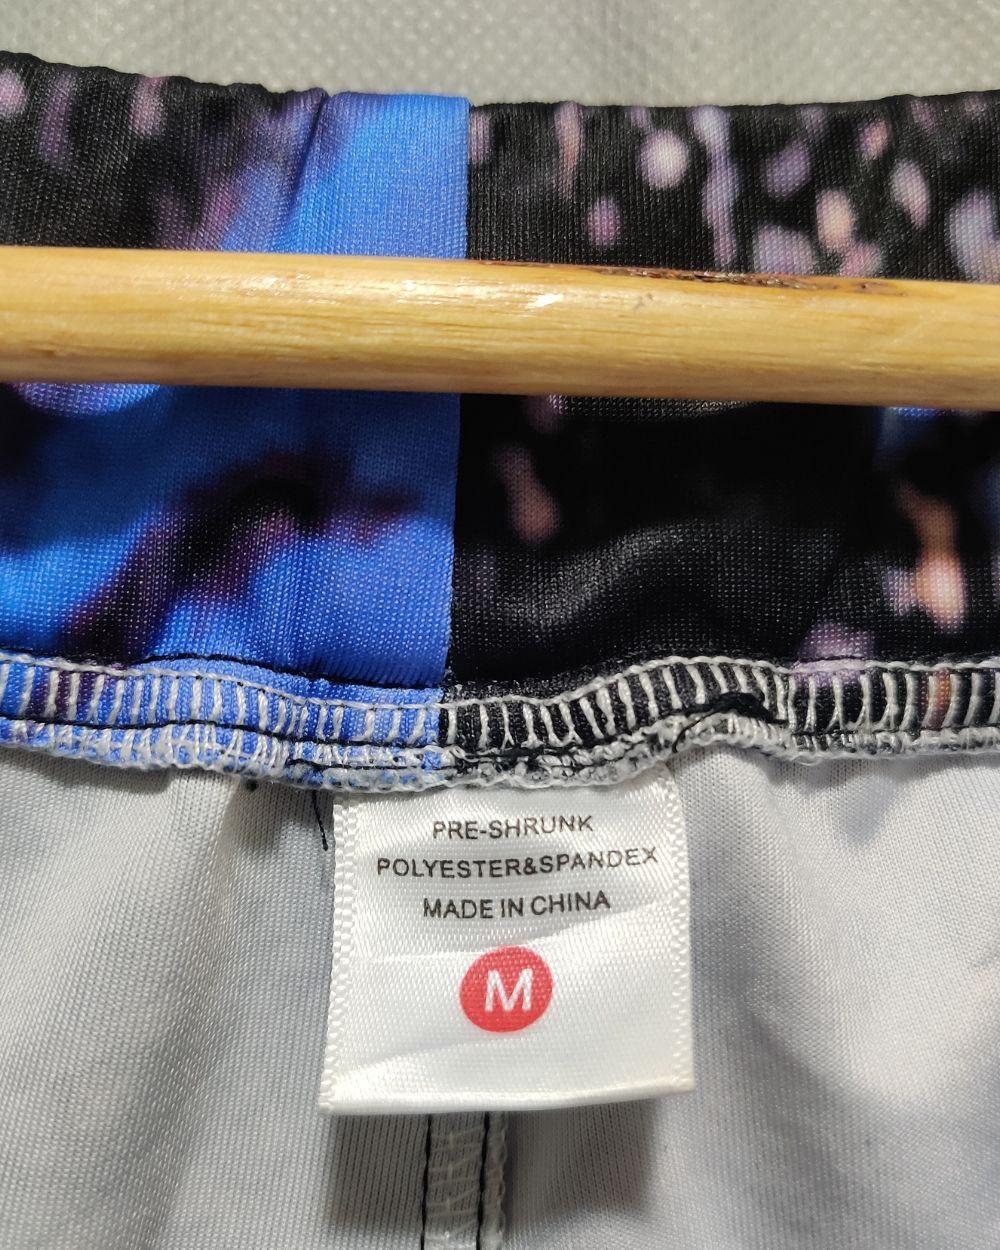 PRE-SHRUNK
POLYESTER&SPANDEX
MADE IN CHINA
M